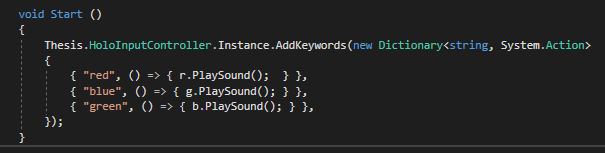 void Start ()
{
Thesis.HoloInputController.Instance.AddKeywords(new Dictionary<string, System.Action>
{
{ "red", () => { r.PlaySound();  } },
{ "blue", () => { g.PlaySound(); } },
{ "green", () => { b.PlaySound(); } },
});
}